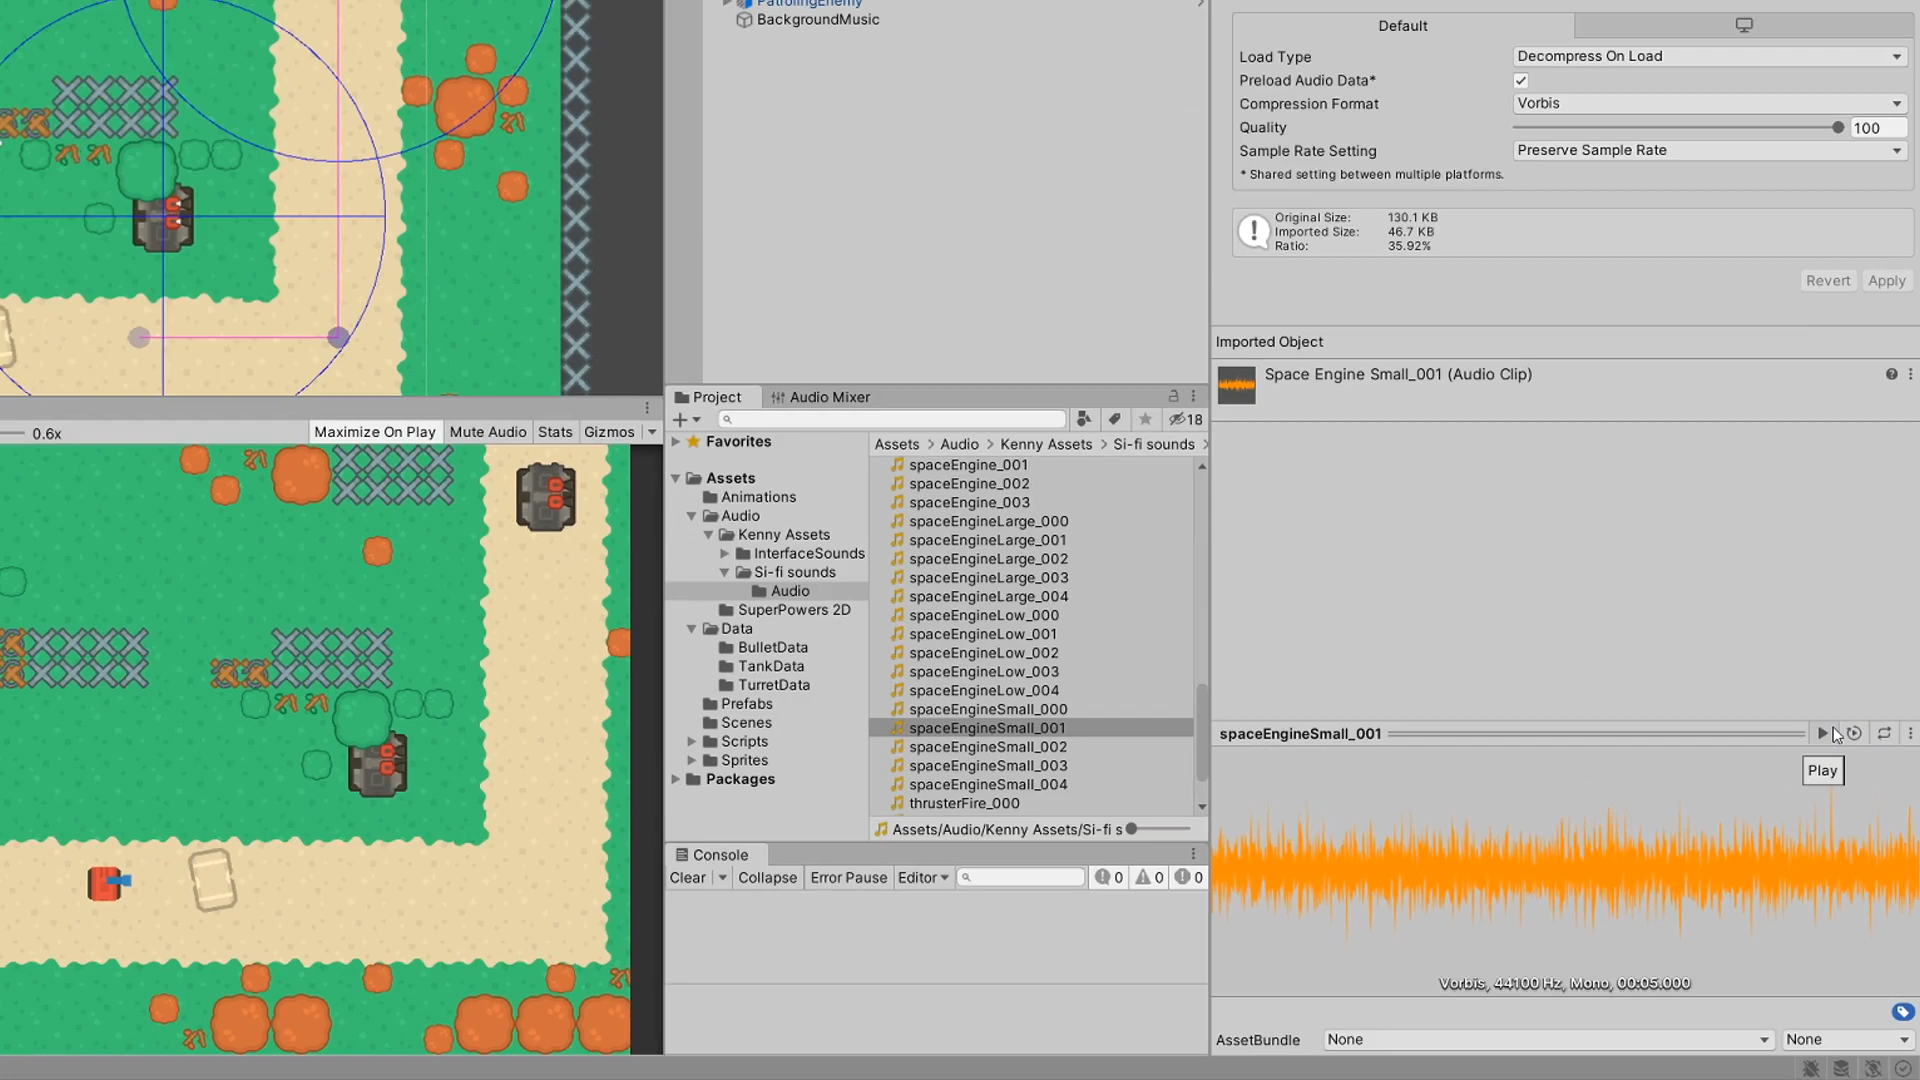 PatrolingEnemy
BackgroundMusic
Default
Load Type
Decompress On Load
Preload Audio Data*
Compression Format
Vorbis
Quality
100
Sample Rate Setting
Preserve Sample Rate
* Shared setting between multiple platforms.
Original Size: 130.1 KB
Imported Size: 46.7 KB
Ratio: 35.92%
Revert
Apply
Imported Object
Space Engine Small_001 (Audio Clip)
0.6x
Maximize On Play
Mute Audio
Stats
Gizmos
Project
Audio Mixer
18
Favorites
Assets
Animations
Audio
Kenny Assets
InterfaceSounds
Si-fi sounds
Audio
SuperPowers 2D
Data
BulletData
TankData
TurretData
Prefabs
Scenes
Scripts
Sprites
Packages
Assets > Audio > Kenny Assets > Si-fi sounds >
spaceEngine_001
spaceEngine_002
spaceEngine_003
spaceEngineLarge_000
spaceEngineLarge_001
spaceEngineLarge_002
spaceEngineLarge_003
spaceEngineLarge_004
spaceEngineLow_000
spaceEngineLow_001
spaceEngineLow_002
spaceEngineLow_003
spaceEngineLow_004
spaceEngineSmall_000
spaceEngineSmall_001
spaceEngineSmall_002
spaceEngineSmall_003
spaceEngineSmall_004
thrusterFire_000
Assets/Audio/Kenny Assets/Si-fi s
Console
Clear
Collapse
Error Pause
Editor
0
0
0
spaceEngineSmall_001
Play
Vorbis, 44100 Hz, Mono, 00:05.000
AssetBundle
None
None